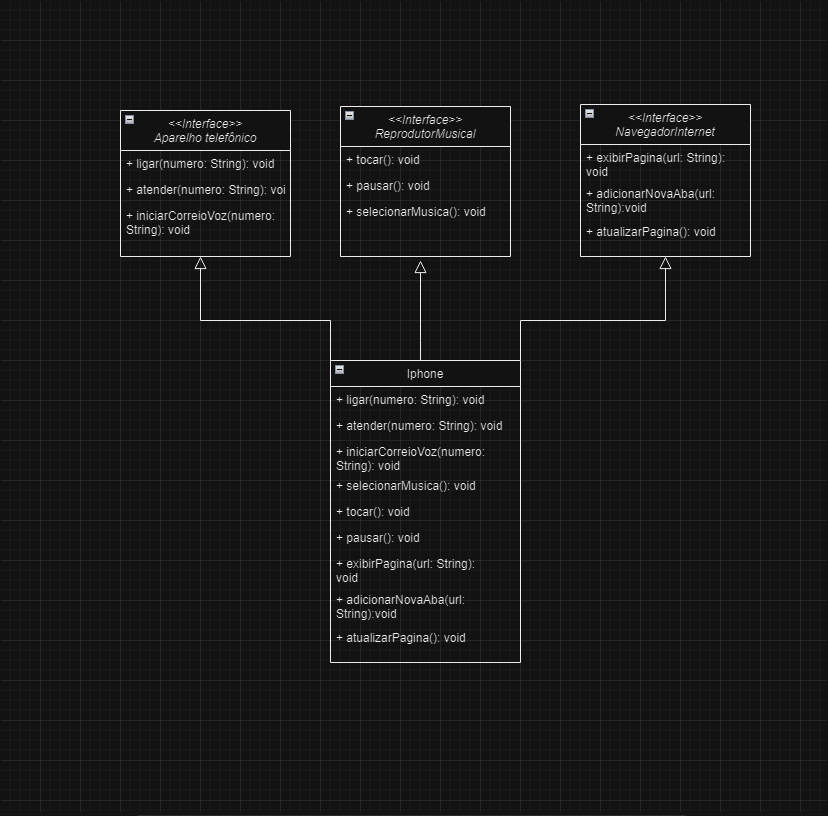 <<Interface>>
Aparelho telefônico
+ ligar(numero: String): void
+ atender(numero: String): voi
+ iniciarCorreioVoz(numero:
String): void
<<Interface>>
ReprodutorMusical
+ tocar(): void
+ pausar(): void
+ selecionarMusica(): void
<<Interface>>
NavegadorInternet
+ exibirPagina(url: String):
void
+ adicionarNovaAba(url:
String):void
+ atualizarPagina(): void
Iphone
+ ligar(numero: String): void
+ atender(numero: String): void
+ iniciarCorreioVoz(numero:
String): void
+ selecionarMusica(): void
+ tocar(): void
+ pausar(): void
+ exibirPagina(url: String):
void
+ adicionarNovaAba(url:
String):void
+ atualizarPagina(): void